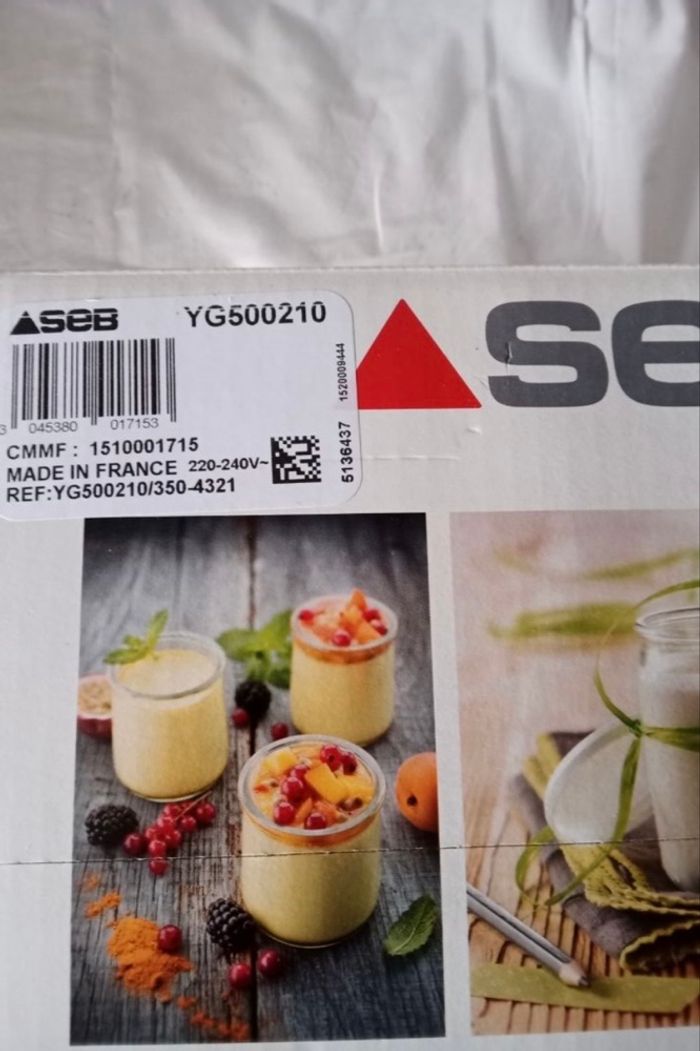 SEB YG500210
3 045380 017153
CMMF : 1510001715
MADE IN FRANCE 220-240V~
REF:YG500210/350-4321
1520009444
5136437
Se